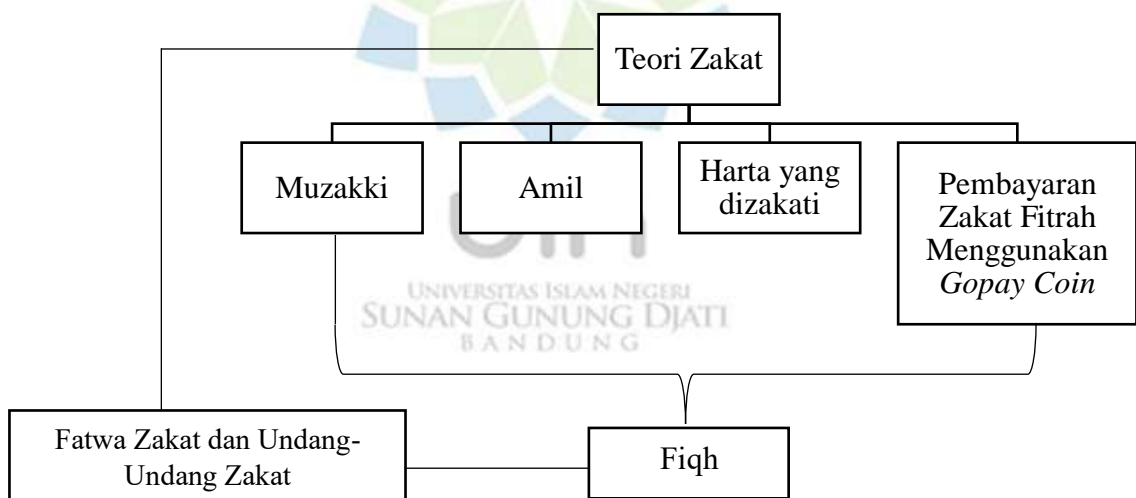 Teori Zakat
Muzakki
Amil
Harta yang
dizakati
Pembayaran
Zakat Fitrah
Menggunakan
Gopay Coin
uin
UNIVERSITAS ISLAM NEGERI
SUNAN GUNUNG DJATI
BANDUNG
Fatwa Zakat dan Undang-
Undang Zakat
Fiqh